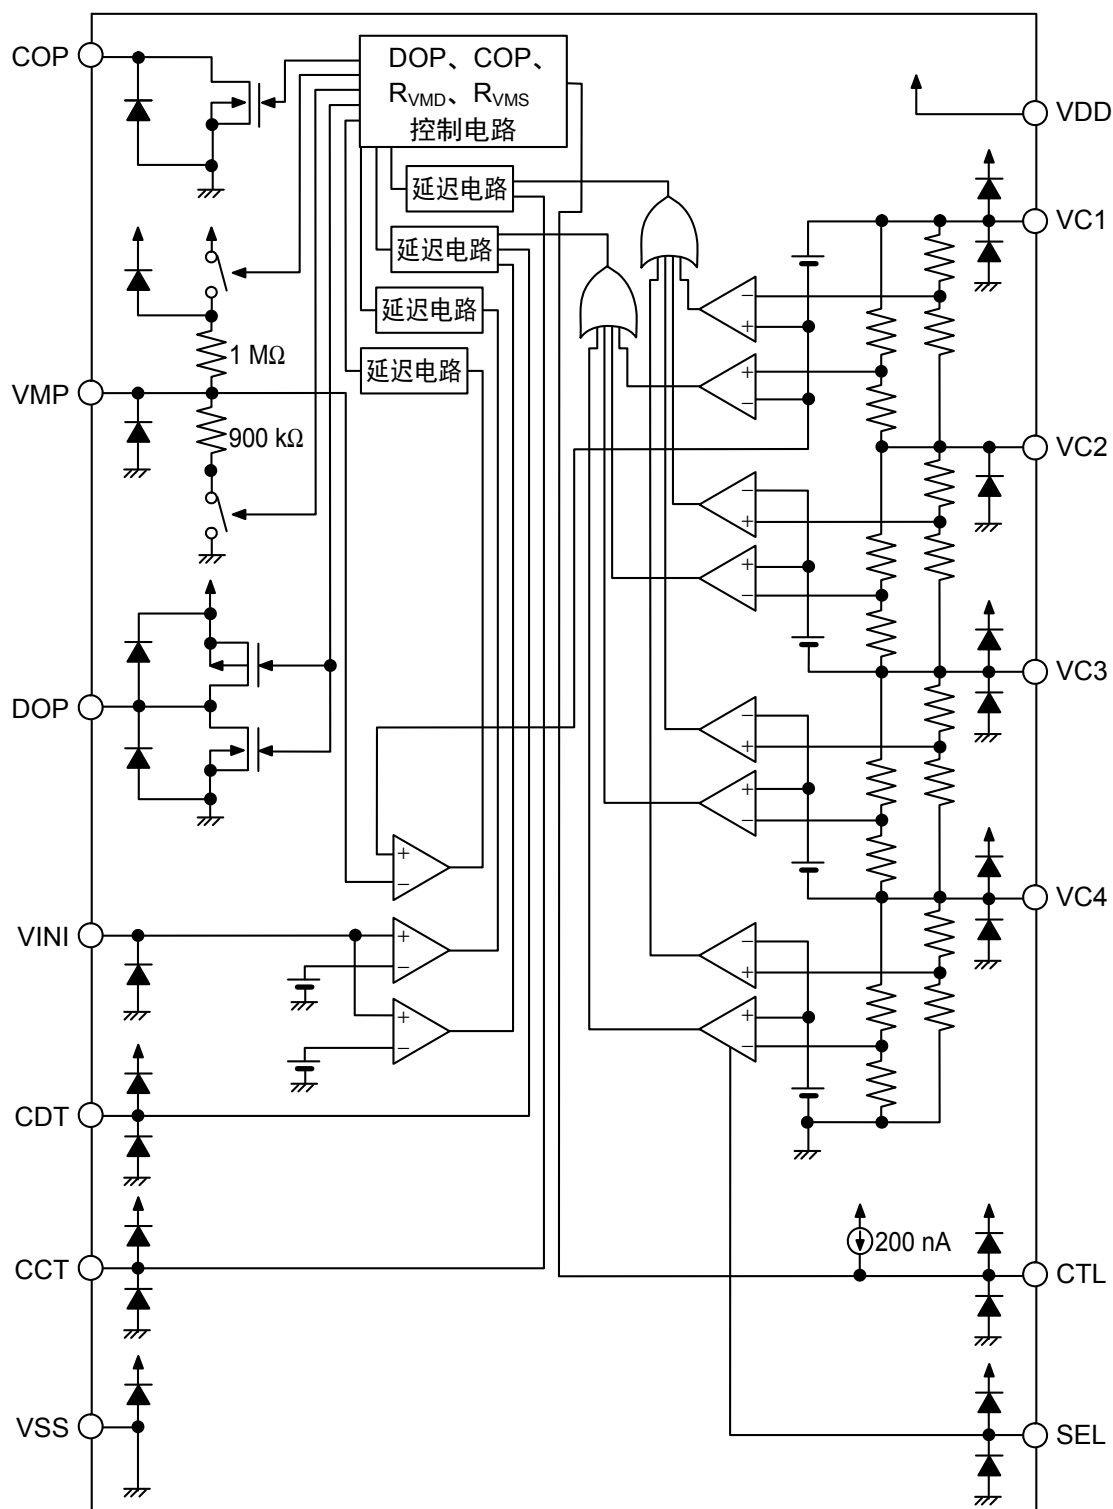 COP
DOP、COP、
RVMD、RVMS
控制电路
VDD
延迟电路
VC1
延迟电路
延迟电路
−
+
1 MΩ
延迟电路
+
−
VMP
900 kΩ
VC2
−
+
+
−
VC3
DOP
−
+
+
−
+
−
VC4
VINI
+
−
−
+
+
−
+
−
CDT
200 nA
CCT
CTL
VSS
SEL